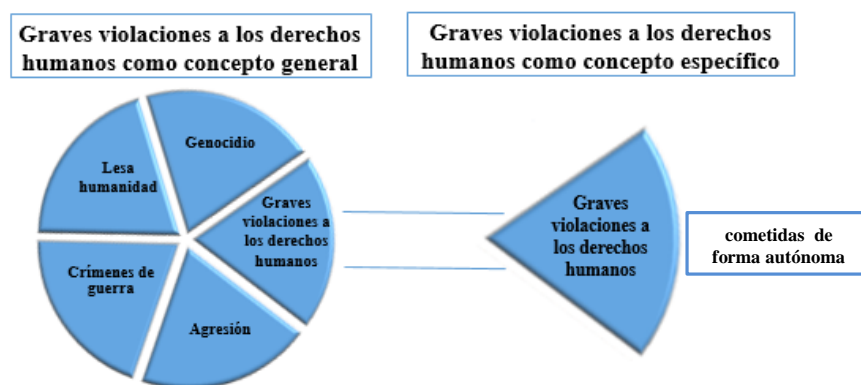 Graves violaciones a los derechos
humanos como concepto general
Graves violaciones a los derechos
humanos como concepto específico
Genocidio
Lesa
humanidad
Graves
violaciones a
los derechos
humanos
Crímenes de
guerra
Agresión
Graves
violaciones a
los derechos
humanos
cometidas de
forma autónoma